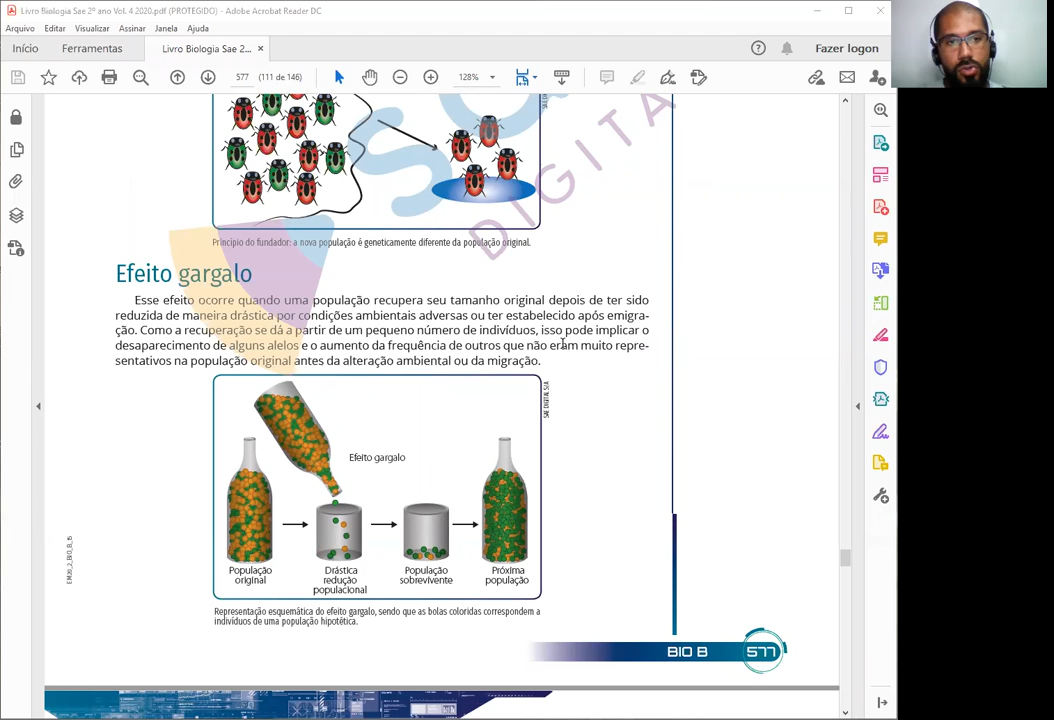 Livro Biologia Sae 2º ano Vol. 4 2020.pdf (PROTEGIDO) - Adobe Acrobat Reader DC
Arquivo Editar Visualizar Assinar Janela Ajuda
Início Ferramentas Livro Biologia Sae 2... × Fazer logon
577 (111 de 146) 128%
DIGITA
Princípio do fundador: a nova população é geneticamente diferente da população original.
Efeito gargalo
Esse efeito ocorre quando uma população recupera seu tamanho original depois de ter sido
reduzida de maneira drástica por condições ambientais adversas ou ter estabelecido após emigra-
ção. Como a recuperação se dá a partir de um pequeno número de indivíduos, isso pode implicar o
desaparecimento de alguns alelos e o aumento da frequência de outros que não eram muito repre-
sentativos na população original antes da alteração ambiental ou da migração.
SAE DIGITAL S/A
Efeito gargalo
População
original
Drástica
redução
populacional
População
sobrevivente
Próxima
população
EM20_2_BIO_B_15
Representação esquemática do efeito gargalo, sendo que as bolas coloridas correspondem a
indivíduos de uma população hipotética.
BIO B 577